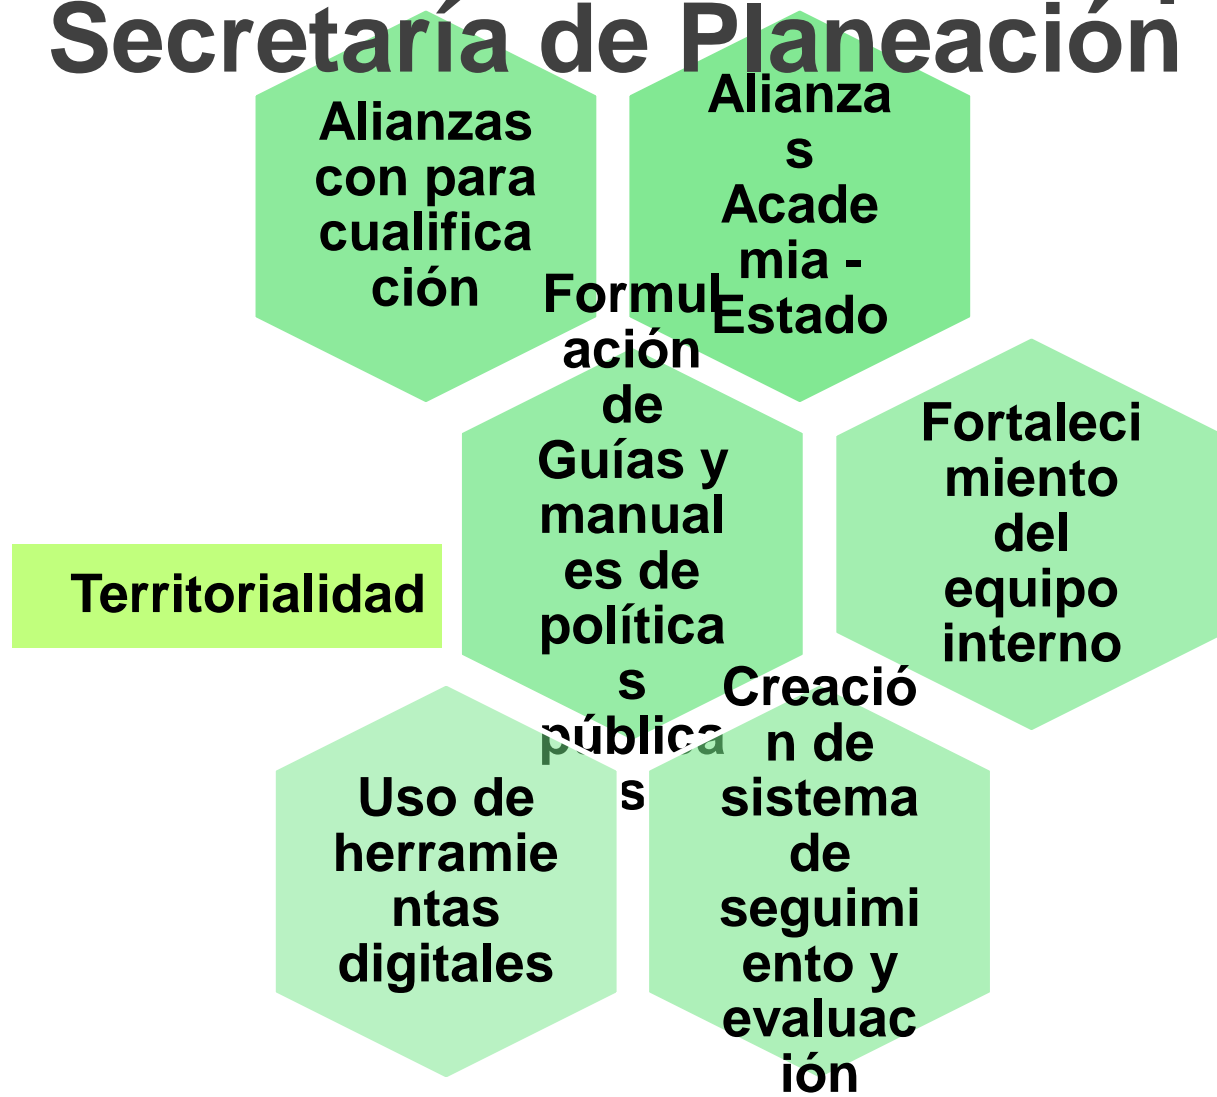 Secretaría de Planeación
Alianzas
con para
cualifica
ción
Alianza
s
Acade
mia -
Estado
Formul
ación
de
Guías y
manual
es de
política
s
pública
s
Fortaleci
miento
del
equipo
interno
Territorialidad
Uso de
herramie
ntas
digitales
Creació
n de
sistema
de
seguimi
ento y
evaluac
ión